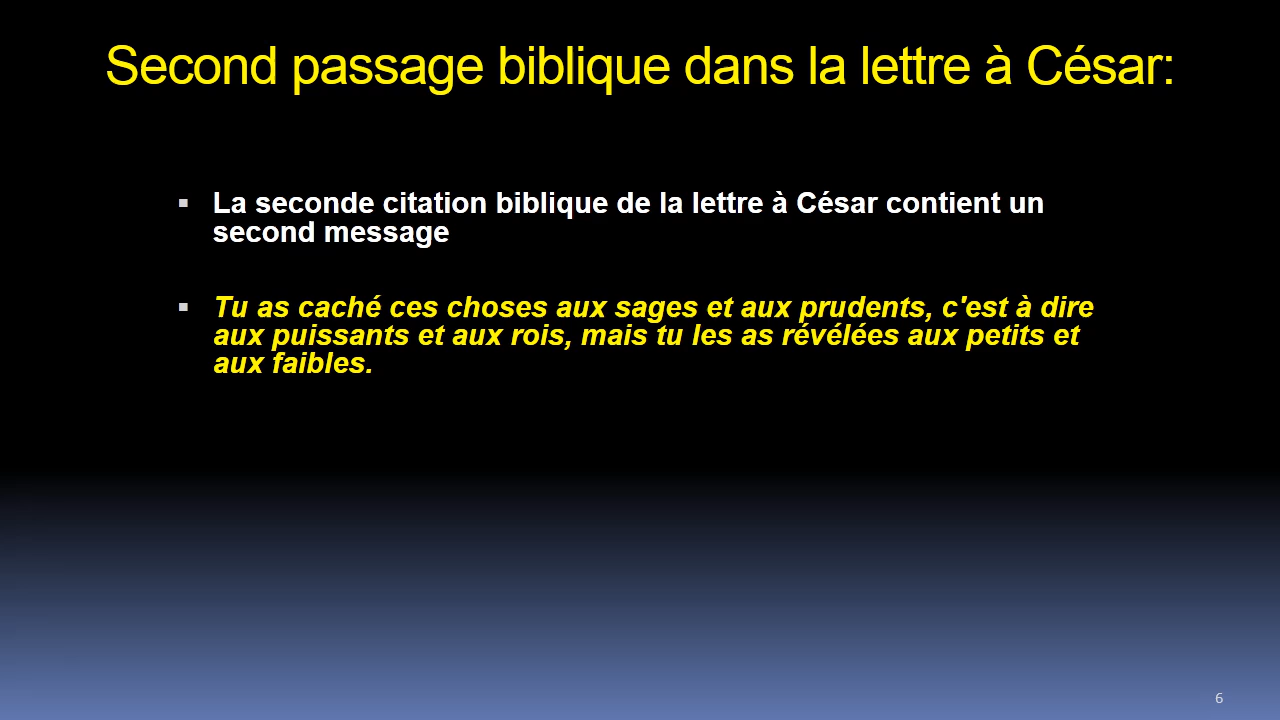 Second passage biblique dans la lettre à César:
La seconde citation biblique de la lettre à César contient un
second message
Tu as caché ces choses aux sages et aux prudents, c'est à dire
aux puissants et aux rois, mais tu les as révélées aux petits et
aux faibles.
6